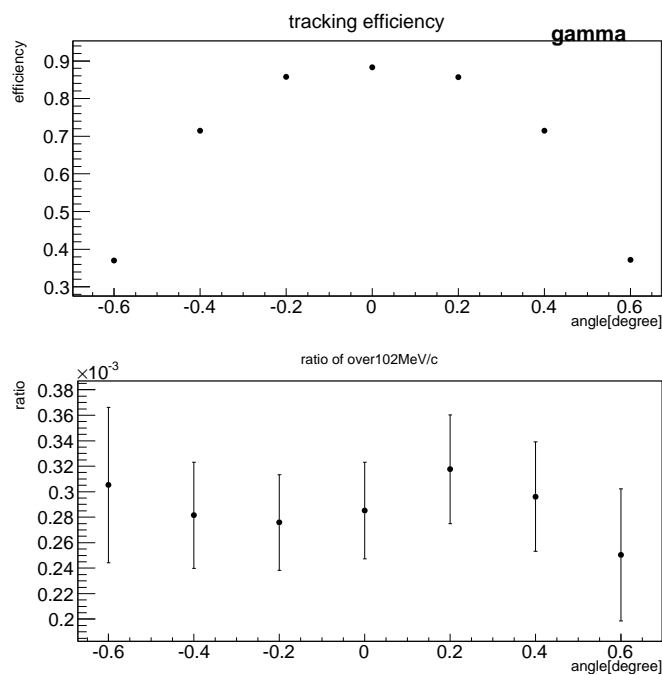 tracking efficiency
gamma
efficiency
0.9
0.8
0.7
0.6
0.5
0.4
0.3
-0.6 -0.4 -0.2 0 0.2 0.4 0.6
angle[degree]
ratio of over102MeV/c
×10⁻³
ratio
0.38
0.36
0.34
0.32
0.3
0.28
0.26
0.24
0.22
0.2
-0.6 -0.4 -0.2 0 0.2 0.4 0.6
angle[degree]